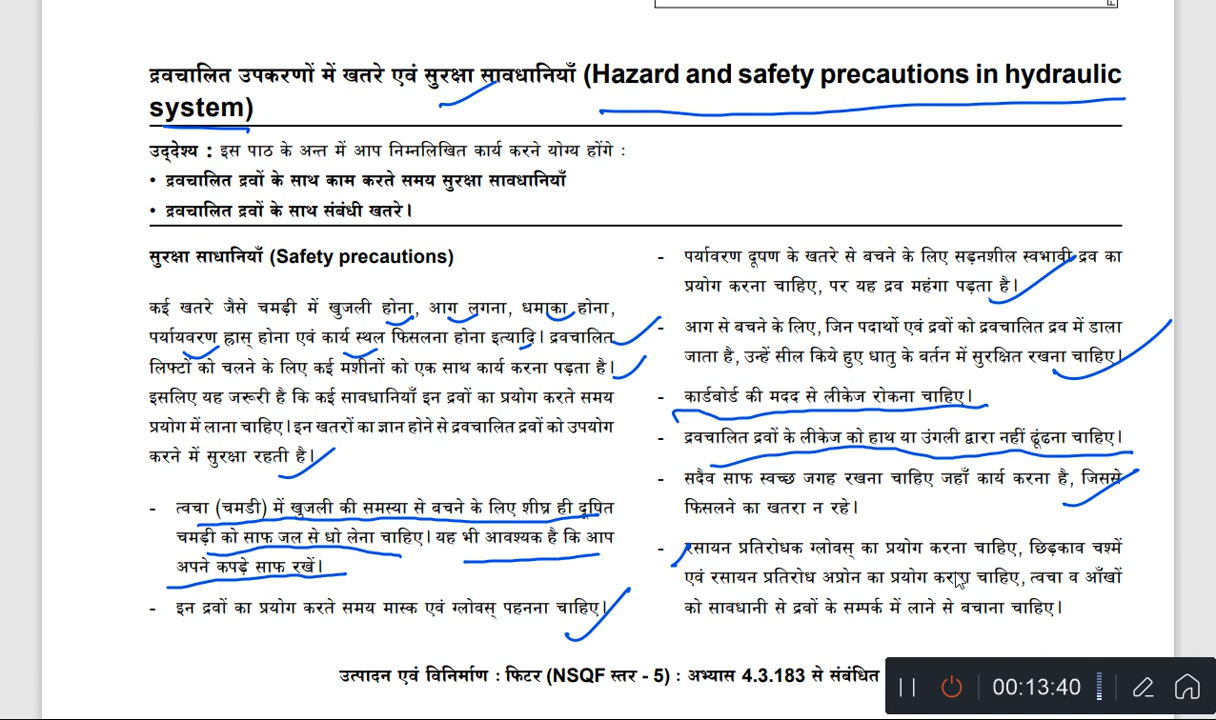 द्रवचालित उपकरणों में खतरे एवं सुरक्षा सावधानियाँ (Hazard and safety precautions in hydraulic
system)
उद्देश्य : इस पाठ के अन्त में आप निम्नलिखित कार्य करने योग्य होंगे :
• द्रवचालित द्रवों के साथ काम करते समय सुरक्षा सावधानियाँ
• द्रवचालित द्रवों के साथ संबंधी खतरे।
सुरक्षा साधानियाँ (Safety precautions)
कई खतरे जैसे चमड़ी में खुजली होना, आग लगना, धमाका होना,
पर्यायवरण ह्रास् होना एवं कार्य स्थल फिसलना होना इत्यादि। द्रवचालित
लिफ्टों को चलने के लिए कई मशीनों को एक साथ कार्य करना पड़ता है।
इसलिए यह जरूरी है कि कई सावधानियाँ इन द्रवों का प्रयोग करते समय
प्रयोग में लाना चाहिए। इन खतरों का ज्ञान होने से द्रवचालित द्रवों को उपयोग
करने में सुरक्षा रहती है।
- त्वचा (चमडी) में खुजली की समस्या से बचने के लिए शीघ्र ही दूषित
चमड़ी को साफ जल से धो लेना चाहिए। यह भी आवश्यक है कि आप
अपने कपड़े साफ रखें।
- इन द्रवों का प्रयोग करते समय मास्क एवं ग्लोवस् पहनना चाहिए।
- पर्यावरण दूषण के खतरे से बचने के लिए सड़नशील स्वभावी द्रव का
प्रयोग करना चाहिए, पर यह द्रव महंगा पड़ता है।
- आग से बचने के लिए, जिन पदार्थो एवं द्रवों को द्रवचालित द्रव में डाला
जाता है, उन्हें सील किये हुए धातु के बर्तन में सुरक्षित रखना चाहिए।
- कार्डबोर्ड की मदद से लीकेज रोकना चाहिए।
- द्रवचालित द्रवों के लीकेज को हाथ या उंगली द्वारा नहीं ढूंढना चाहिए।
- सदैव साफ स्वच्छ जगह रखना चाहिए जहाँ कार्य करना है, जिससे
फिसलने का खतरा न रहे।
- रसायन प्रतिरोधक ग्लोवस् का प्रयोग करना चाहिए, छिड़काव चश्में
एवं रसायन प्रतिरोध अप्रोन का प्रयोग करना चाहिए, त्वचा व आँखों
को सावधानी से द्रवों के सम्पर्क में लाने से बचाना चाहिए।
उत्पादन एवं विनिर्माण : फिटर (NSQF स्तर - 5) : अभ्यास 4.3.183 से संबंधित
00:13:40